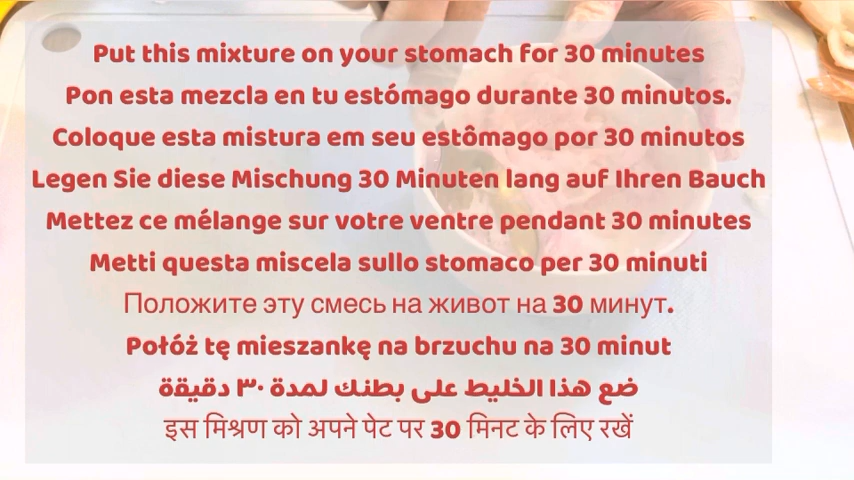 Put this mixture on your stomach for 30 minutes
Pon esta mezcla en tu estómago durante 30 minutos.
Coloque esta mistura em seu estômago por 30 minutos
Legen Sie diese Mischung 30 Minuten lang auf Ihren Bauch
Mettez ce mélange sur votre ventre pendant 30 minutes
Metti questa miscela sullo stomaco per 30 minuti
Положите эту смесь на живот на 30 минут.
Połóż tę mieszankę na brzuchu na 30 minut
ضع هذا الخليط على بطنك لمدة ٣٠ دقيقة
इस मिश्रण को अपने पेट पर 30 मिनट के लिए रखें